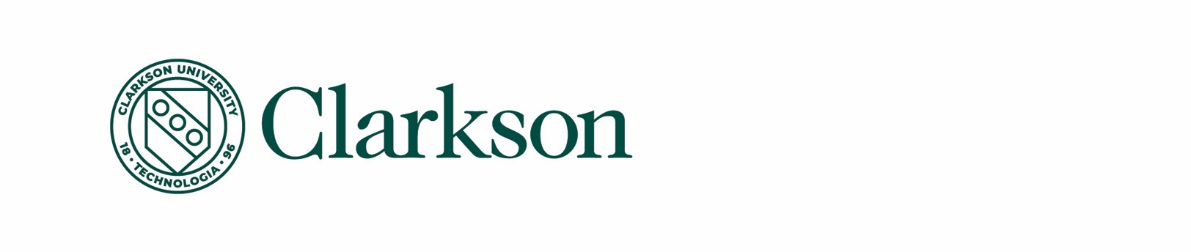 CLARKSON UNIVERSITY
18 • TECHNOLOGIA • 96
Clarkson